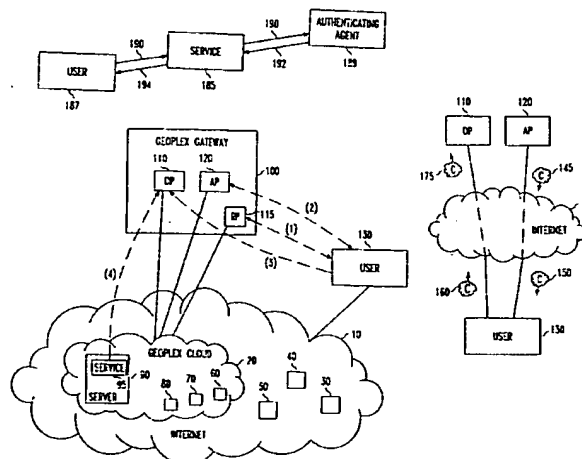 190
USER
187
194
SERVICE
185
190
192
AUTHENTICATING
AGENT
129
GEOPLEX GATEWAY
110
120
100
DP
AP
BP
115
(1)
(2)
(3)
(4)
130
USER
10
GEOPLEX CLOUD
20
SERVICE
95
90
SERVER
80
70
60
50
40
30
INTERNET
110
120
DP
AP
175
C
C
145
INTERNET
160
C
C
150
USER
130